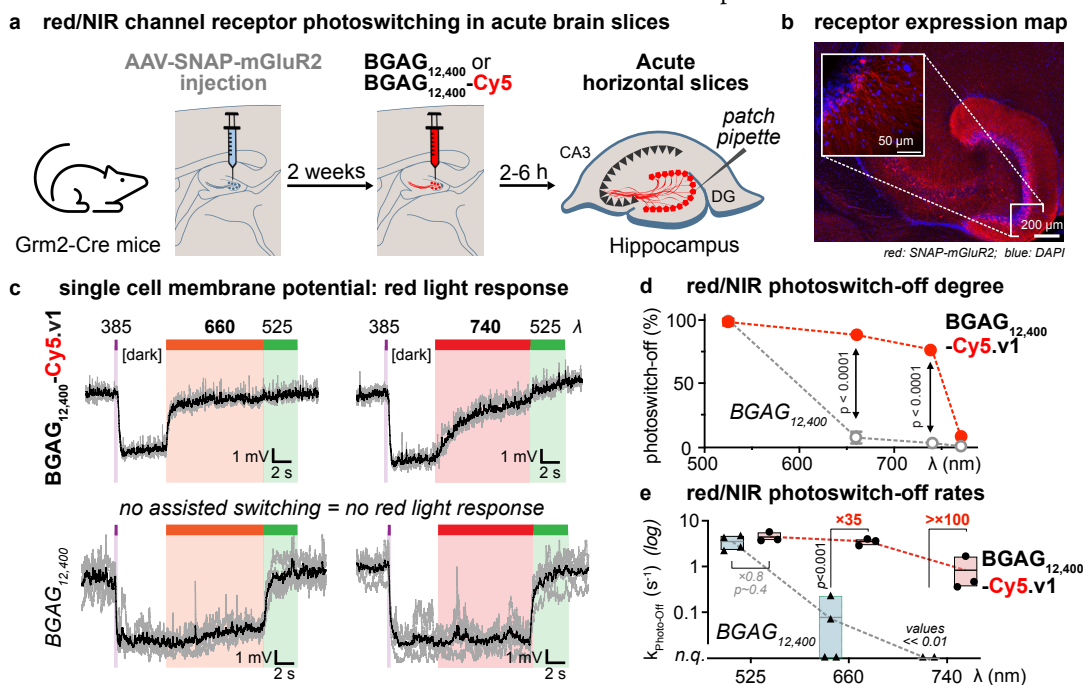 a red/NIR channel receptor photoswitching in acute brain slices
AAV-SNAP-mGluR2
injection
BGAG12,400 or
BGAG12,400-Cy5
Acute
horizontal slices
patch
pipette
2 weeks
2-6 h
CA3
DG
Grm2-Cre mice
Hippocampus
b receptor expression map
50 µm
200 µm
red: SNAP-mGluR2; blue: DAPI
c single cell membrane potential: red light response
385 660 525
385 740 525 λ
[dark]
[dark]
BGAG12,400-Cy5.v1
1 mV
2 s
1 mV
2 s
no assisted switching = no red light response
BGAG12,400
1 mV
2 s
1 mV
2 s
d red/NIR photoswitch-off degree
photoswitch-off (%)
100
50
0
BGAG12,400
-Cy5.v1
p < 0.0001
p < 0.0001
BGAG12,400
500 600 700 λ (nm)
e red/NIR photoswitch-off rates
kPhoto-Off (s⁻¹) (log)
10
1
0.1
n.q.
×0.8
p~0.4
p<0.001
×35
>×100
BGAG12,400
-Cy5.v1
BGAG12,400
values
<< 0.01
525 660 740 λ (nm)